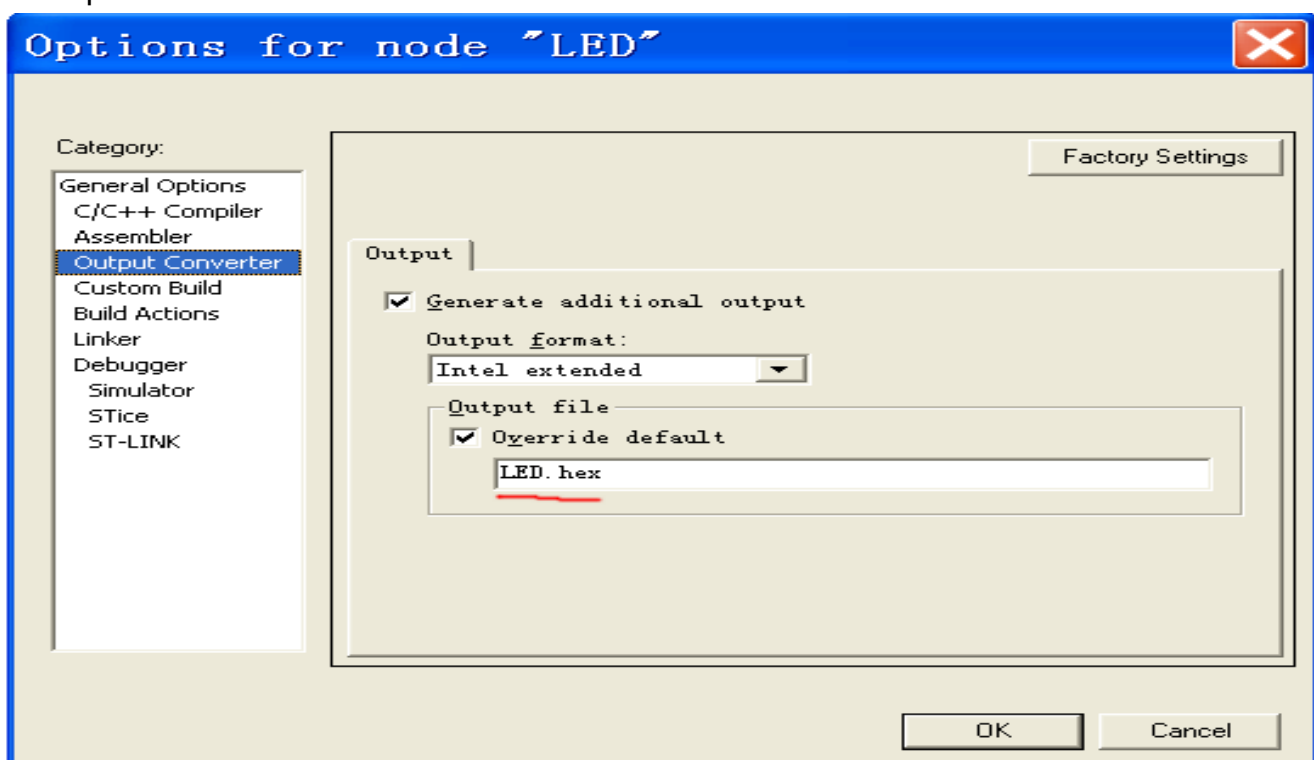 Options for node "LED"
Category:
Factory Settings
General Options
C/C++ Compiler
Assembler
Output Converter
Custom Build
Build Actions
Linker
Debugger
Simulator
STice
ST-LINK
Output
Generate additional output
Output format:
Intel extended
Output file
Override default
LED.hex
OK
Cancel